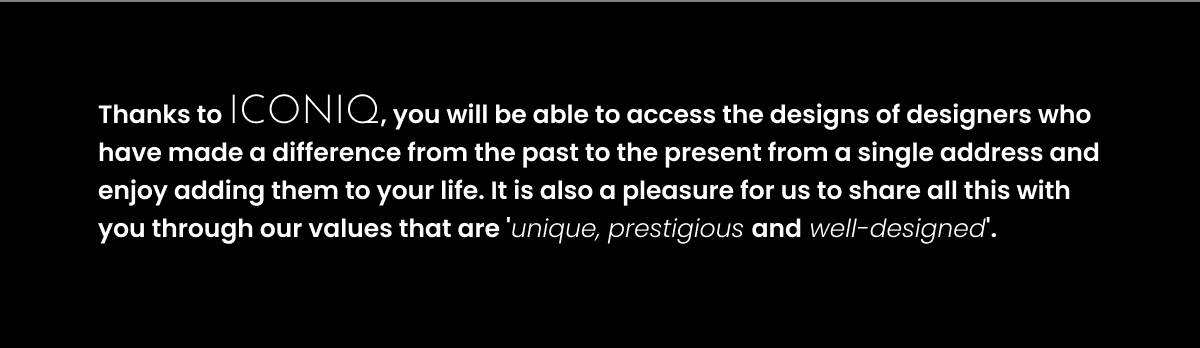 Thanks to ICONIQ, you will be able to access the designs of designers who
have made a difference from the past to the present from a single address and
enjoy adding them to your life. It is also a pleasure for us to share all this with
you through our values that are 'unique, prestigious and well-designed'.